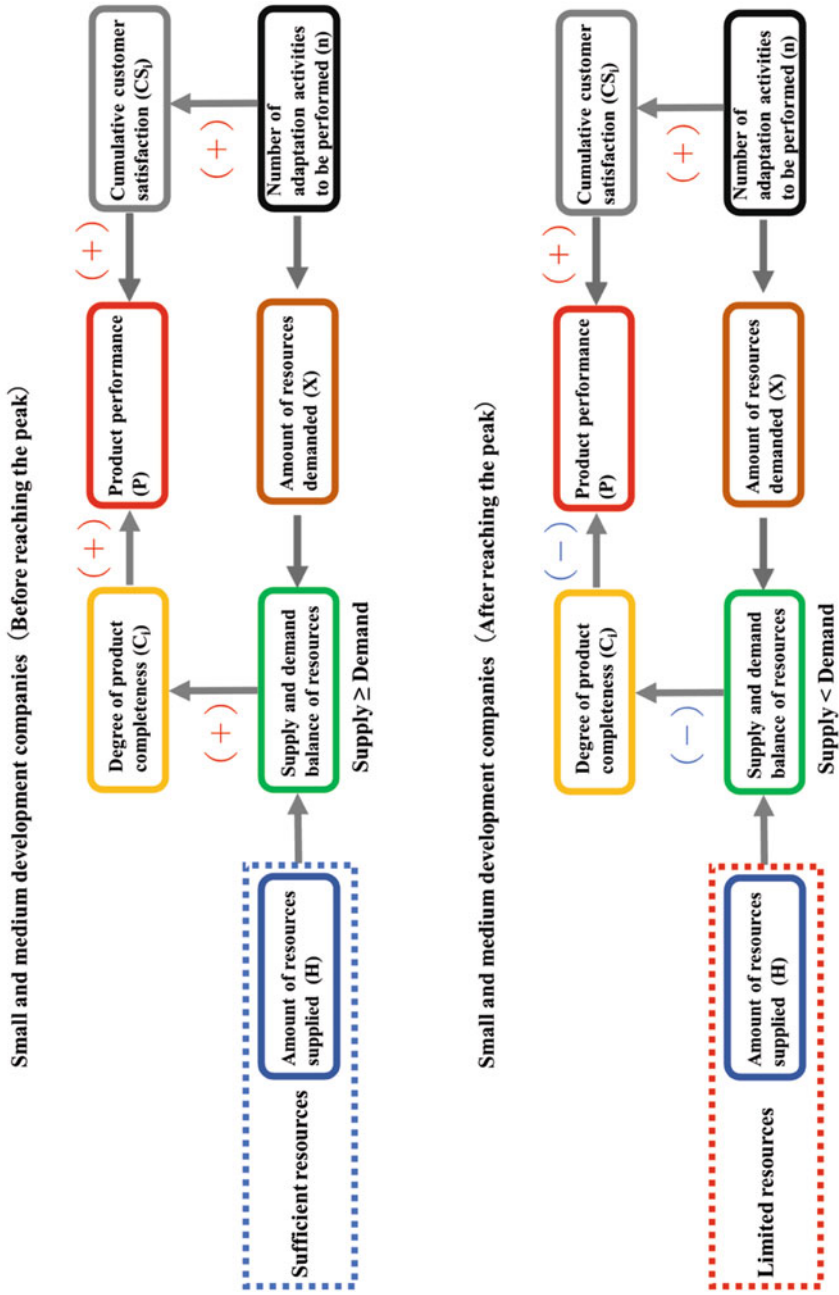 Small and medium development companies (Before reaching the peak)
(+)
(+)
Degree of product
completeness (Ci)
Product performance
(P)
Cumulative customer
satisfaction (CSi)
(+)
(+)
Sufficient resources
Amount of resources
supplied (H)
Supply and demand
balance of resources
Amount of resources
demanded (X)
Number of
adaptation activities
to be performed (n)
Supply ≥ Demand
Small and medium development companies (After reaching the peak)
(−)
(+)
Degree of product
completeness (Ci)
Product performance
(P)
Cumulative customer
satisfaction (CSi)
(−)
(+)
Limited resources
Amount of resources
supplied (H)
Supply and demand
balance of resources
Amount of resources
demanded (X)
Number of
adaptation activities
to be performed (n)
Supply < Demand